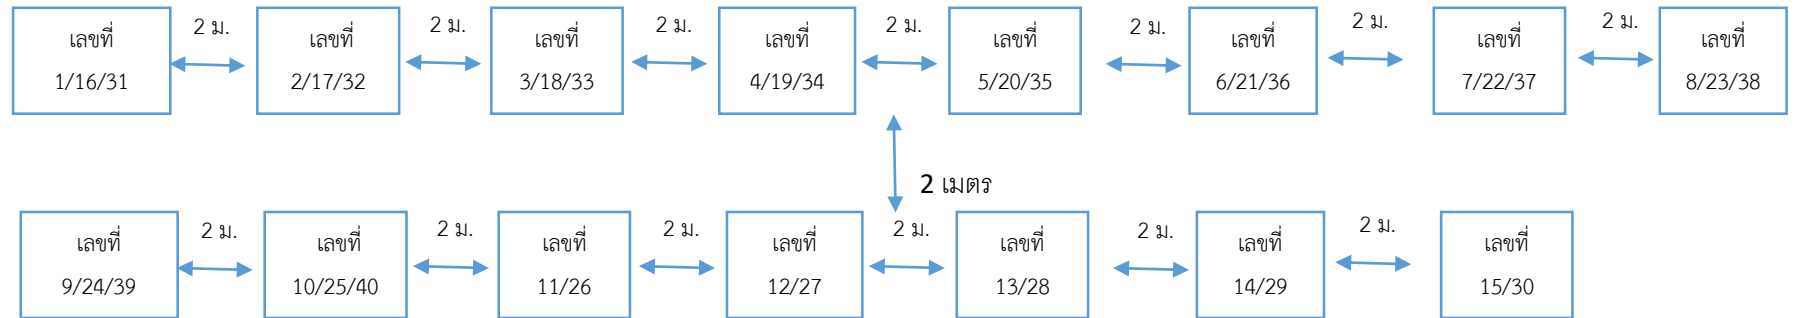 2 ม. 2 ม. 2 ม. 2 ม. 2 ม. 2 ม. 2 ม.
เลขที่ เลขที่ เลขที่ เลขที่ เลขที่ เลขที่ เลขที่ เลขที่
1/16/31 2/17/32 3/18/33 4/19/34 5/20/35 6/21/36 7/22/37 8/23/38
2 เมตร
2 ม. 2 ม. 2 ม. 2 ม. 2 ม. 2 ม.
เลขที่ เลขที่ เลขที่ เลขที่ เลขที่ เลขที่ เลขที่
9/24/39 10/25/40 11/26 12/27 13/28 14/29 15/30